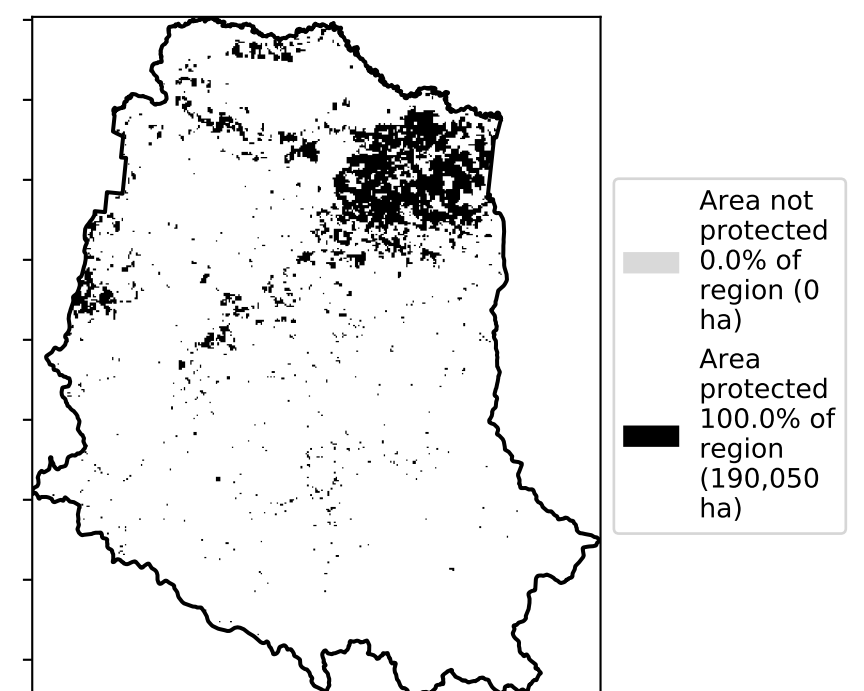 Area not
protected
0.0% of
region (0
ha)
Area
protected
100.0% of
region
(190,050
ha)